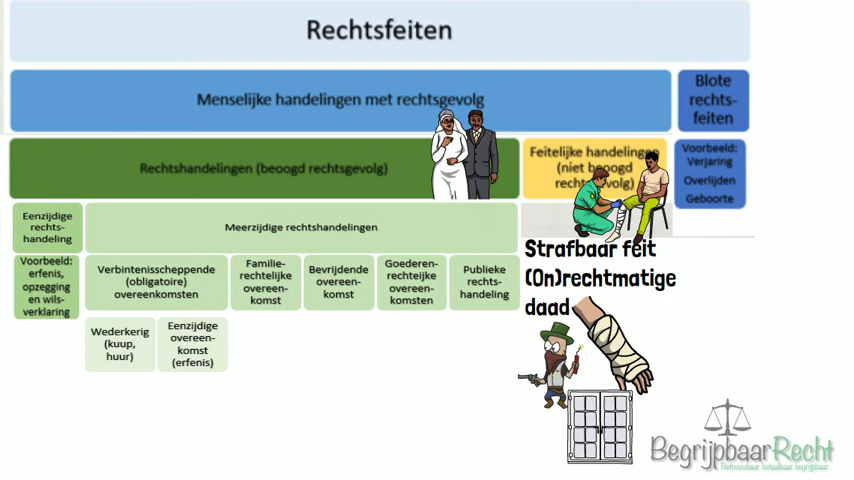 Rechtsfeiten
Menselijke handelingen met rechtsgevolg
Blote
rechts-
feiten
Rechtshandelingen (beoogd rechtsgevolg)
Feitelijke handelingen
(niet beoogd
rechtsgevolg)
Voorbeeld:
Verjaring
Overlijden
Geboorte
Eenzijdige
rechts-
handeling
Meerzijdige rechtshandelingen
Voorbeeld:
erfenis,
opzegging
en wils-
verklaring
Verbintenisscheppende
(obligatoire)
overeenkomsten
Familie-
rechtelijke
overeen-
komst
Bevrijdende
overeen-
komst
Goederen-
rechteijke
overeen-
komsten
Publieke
rechts-
handeling
Wederkerig
(kuup,
huur)
Eenzijdige
overeen-
komst
(erfenis)
Strafbaar feit
(On)rechtmatige
daad
BegrijpbaarRecht
Betrouwbaar betaalbaar begrijpbaar